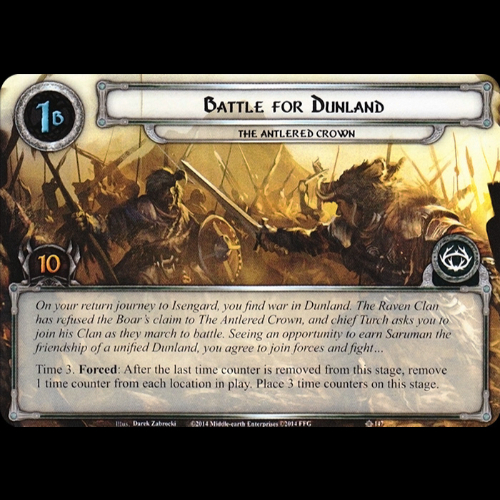 1B
BATTLE FOR DUNLAND
THE ANTLERED CROWN
10
On your return journey to Isengard, you find war in Dunland. The Raven Clan
has refused the Boar's claim to The Antlered Crown, and chief Turch asks you to
join his Clan as they march to battle. Seeing an opportunity to earn Saruman the
friendship of a unified Dunland, you agree to join forces and fight…
Time 3. Forced: After the last time counter is removed from this stage, remove
1 time counter from each location in play. Place 3 time counters on this stage.
Illus. Darek Zabrocki ©2014 Middle-earth Enterprises ©2014 FFG 147